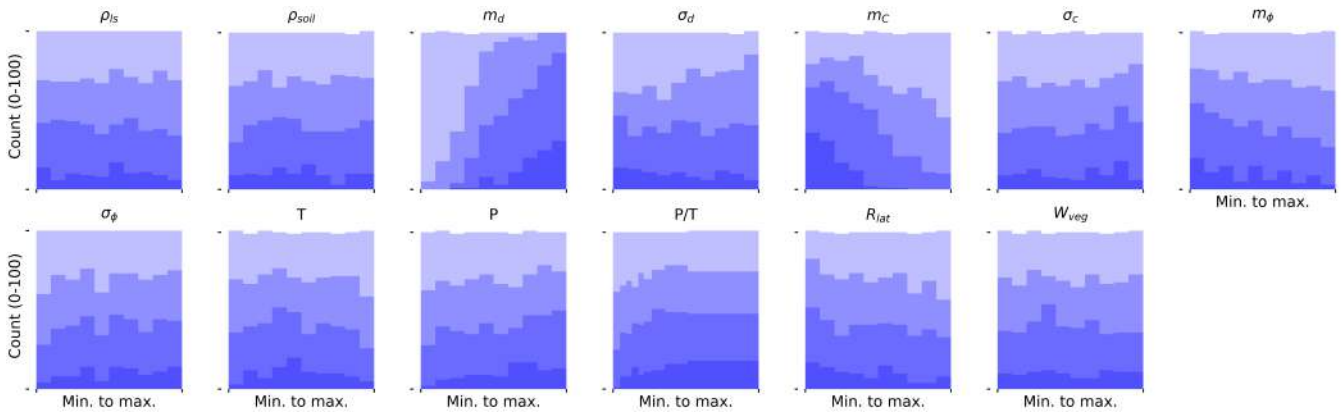 ρls ρsoil md σd mC σc mϕ
Count (0-100)
Min. to max.
σϕ T P P/T Rlat Wveg
Count (0-100)
Min. to max. Min. to max. Min. to max. Min. to max. Min. to max. Min. to max.